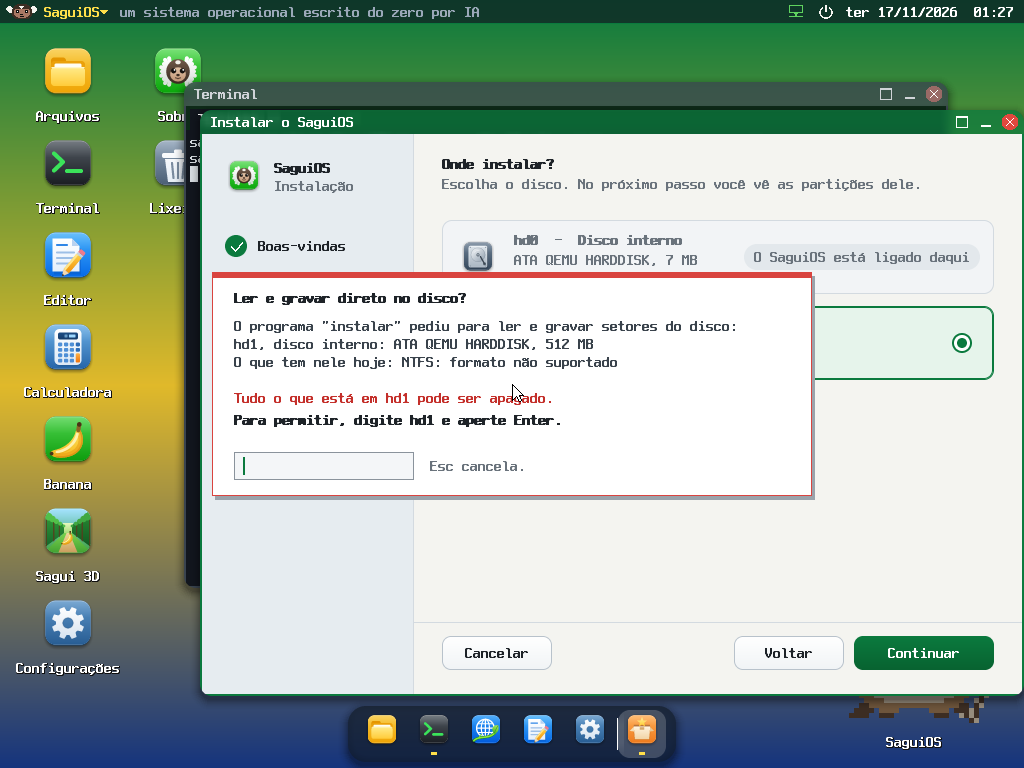 SaguiOS
um sistema operacional escrito do zero por IA
ter 17/11/2026 01:27
Arquivos
Terminal
Editor
Calculadora
Banana
Sagui 3D
Configurações
Terminal
Instalar o SaguiOS
SaguiOS
Instalação
Boas-vindas
Onde instalar?
Escolha o disco. No próximo passo você vê as partições dele.
hd0 - Disco interno
ATA QEMU HARDDISK, 7 MB
O SaguiOS está ligado daqui
Ler e gravar direto no disco?
O programa "instalar" pediu para ler e gravar setores do disco:
hd1, disco interno: ATA QEMU HARDDISK, 512 MB
O que tem nele hoje: NTFS: formato não suportado
Tudo o que está em hd1 pode ser apagado.
Para permitir, digite hd1 e aperte Enter.
Esc cancela.
Cancelar
Voltar
Continuar
SaguiOS